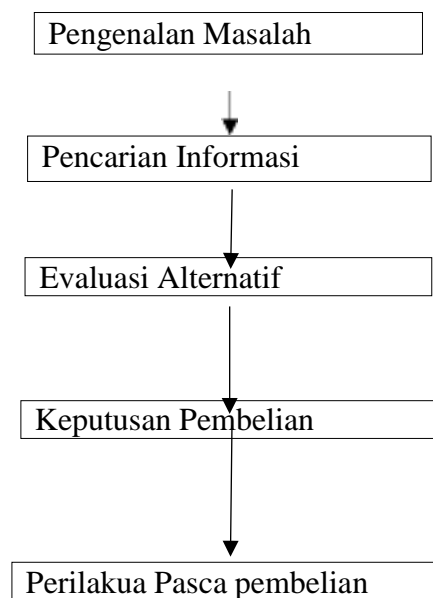 Pengenalan Masalah
Pencarian Informasi
Evaluasi Alternatif
Keputusan Pembelian
Perilakua Pasca pembelian